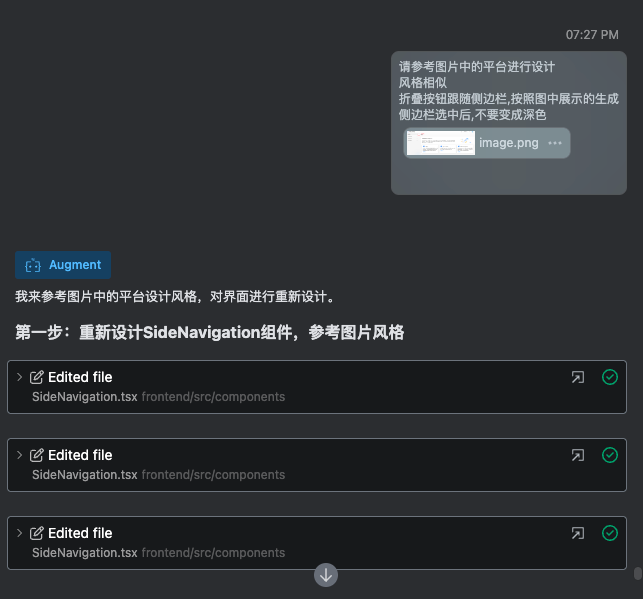 07:27 PM
请参考图片中的平台进行设计
风格相似
折叠按钮跟随侧边栏,按照图中展示的生成
侧边栏选中后,不要变成深色
image.png
Augment
我来参考图片中的平台设计风格，对界面进行重新设计。
第一步：重新设计SideNavigation组件，参考图片风格
Edited file
SideNavigation.tsx frontend/src/components
Edited file
SideNavigation.tsx frontend/src/components
Edited file
SideNavigation.tsx frontend/src/components